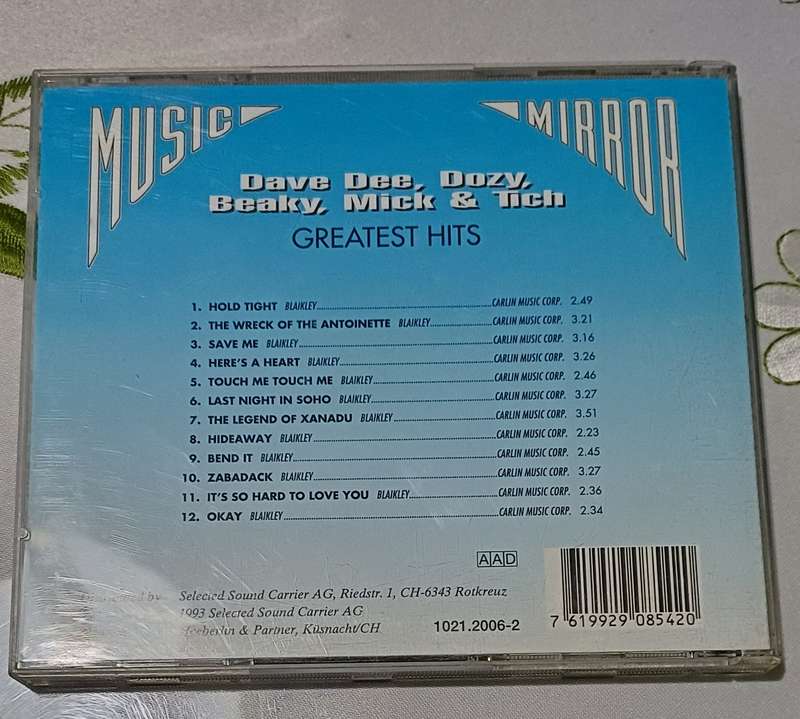 MUSIC MIRROR
Dave Dee, Dozy,
Beaky, Mick & Tich
GREATEST HITS
1. HOLD TIGHT BLAIKLEY CARLIN MUSIC CORP. 2.49
2. THE WRECK OF THE ANTOINETTE BLAIKLEY CARLIN MUSIC CORP. 3.21
3. SAVE ME BLAIKLEY CARLIN MUSIC CORP. 3.16
4. HERE'S A HEART BLAIKLEY CARLIN MUSIC CORP. 3.26
5. TOUCH ME TOUCH ME BLAIKLEY CARLIN MUSIC CORP. 2.46
6. LAST NIGHT IN SOHO BLAIKLEY CARLIN MUSIC CORP. 3.27
7. THE LEGEND OF XANADU BLAIKLEY CARLIN MUSIC CORP. 3.51
8. HIDEAWAY BLAIKLEY CARLIN MUSIC CORP. 2.23
9. BEND IT BLAIKLEY CARLIN MUSIC CORP. 2.45
10. ZABADACK BLAIKLEY CARLIN MUSIC CORP. 3.27
11. IT'S SO HARD TO LOVE YOU BLAIKLEY CARLIN MUSIC CORP. 2.36
12. OKAY BLAIKLEY CARLIN MUSIC CORP. 2.34
AAD
by Selected Sound Carrier AG, Riedstr. 1, CH-6343 Rotkreuz
1993 Selected Sound Carrier AG
& Partner, Küsnacht/CH
1021.2006-2
7 619929 085420